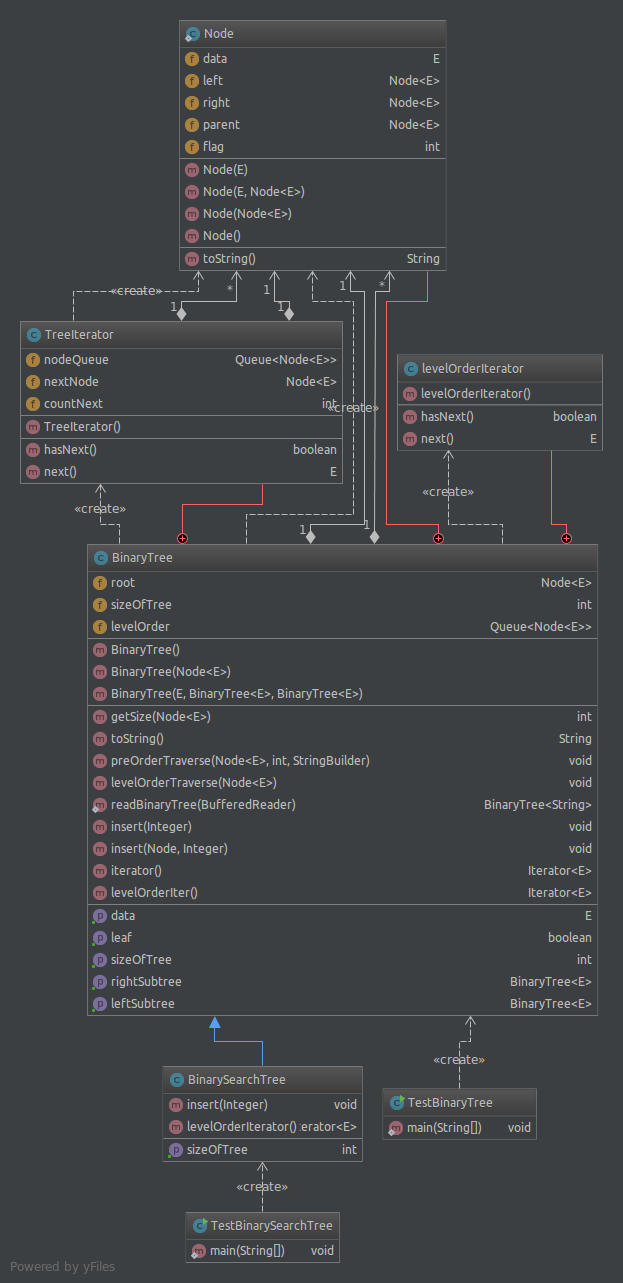 Node
data E
left Node<E>
right Node<E>
parent Node<E>
flag int
Node(E)
Node(E, Node<E>)
Node(Node<E>)
Node()
toString() String
«create»
1 * 1 1 1 *
TreeIterator
nodeQueue Queue<Node<E>>
nextNode Node<E>
countNext int
TreeIterator()
hasNext() boolean
next() E
«create»
levelOrderIterator
levelOrderIterator()
hasNext() boolean
next() E
«create»
«create»
1 1
BinaryTree
root Node<E>
sizeOfTree int
levelOrder Queue<Node<E>>
BinaryTree()
BinaryTree(Node<E>)
BinaryTree(E, BinaryTree<E>, BinaryTree<E>)
getSize(Node<E>) int
toString() String
preOrderTraverse(Node<E>, int, StringBuilder) void
levelOrderTraverse(Node<E>) void
readBinaryTree(BufferedReader) BinaryTree<String>
insert(Integer) void
insert(Node, Integer) void
iterator() Iterator<E>
levelOrderIter() Iterator<E>
data E
leaf boolean
sizeOfTree int
rightSubtree BinaryTree<E>
leftSubtree BinaryTree<E>
«create»
BinarySearchTree
insert(Integer) void
levelOrderIterator() :erator<E>
sizeOfTree int
TestBinaryTree
main(String[]) void
«create»
TestBinarySearchTree
main(String[]) void
Powered by yFiles